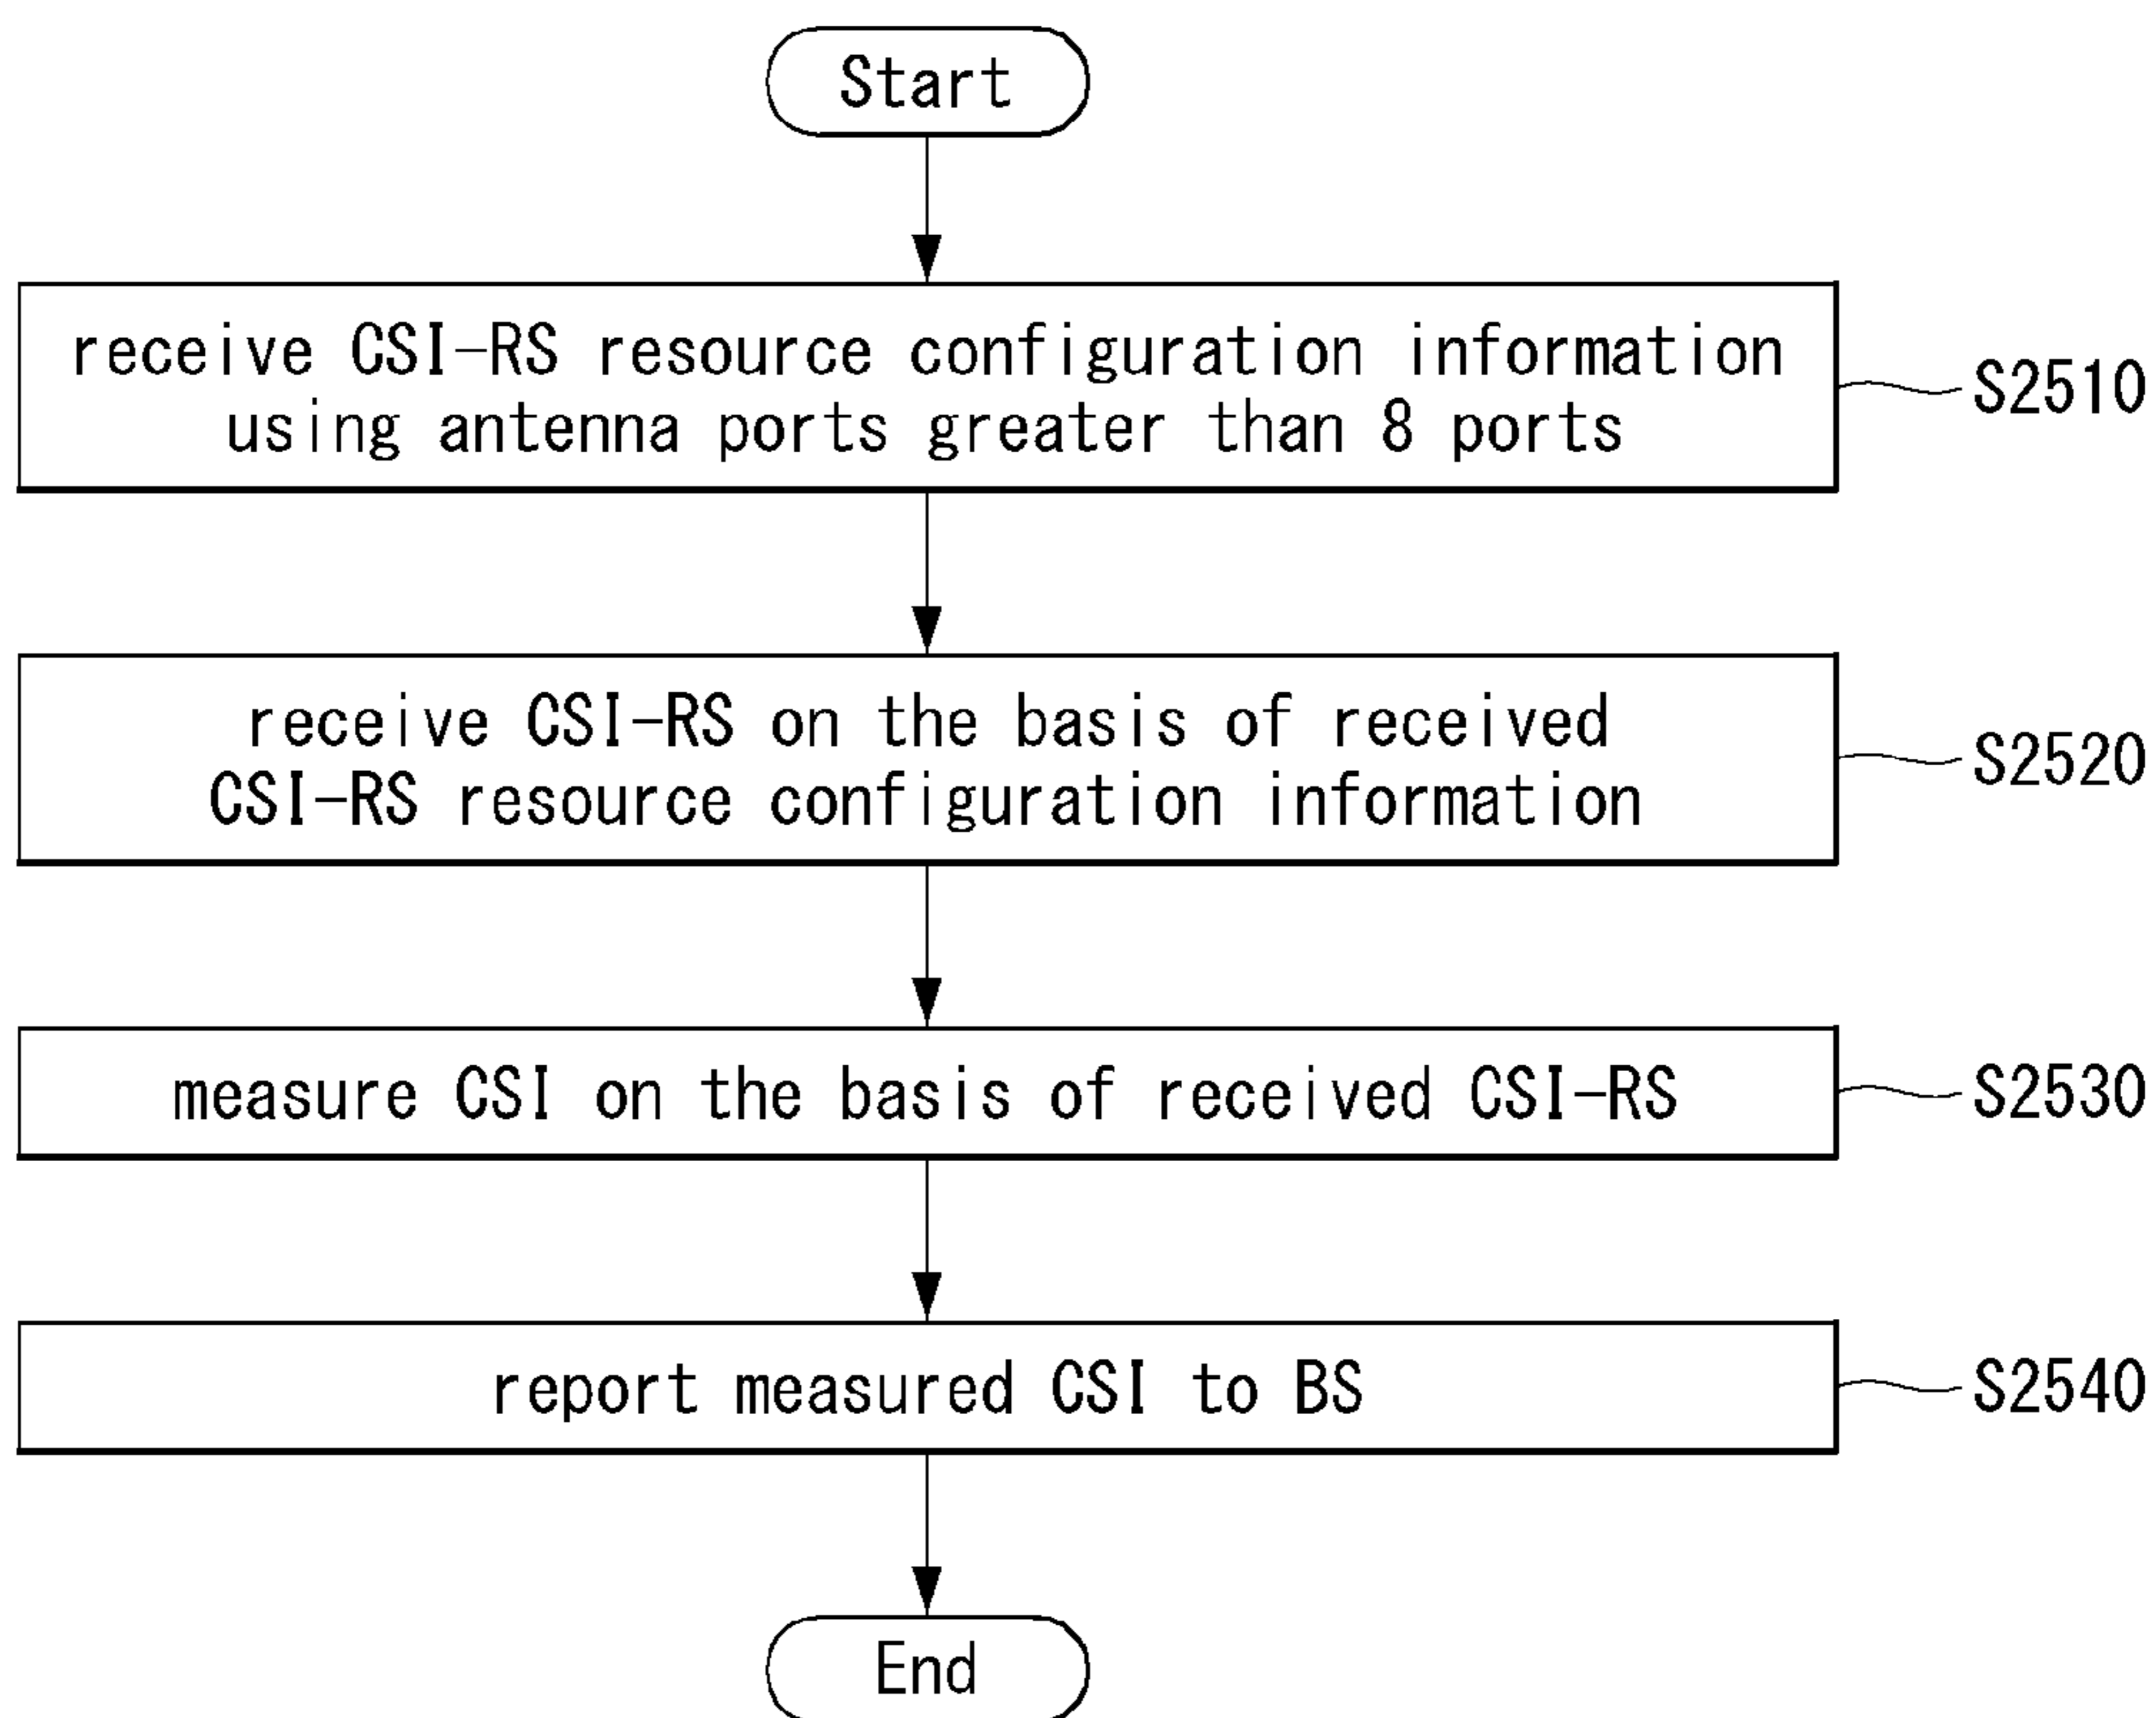 Start
receive CSI-RS resource configuration information
using antenna ports greater than 8 ports
S2510
receive CSI-RS on the basis of received
CSI-RS resource configuration information
S2520
measure CSI on the basis of received CSI-RS
S2530
report measured CSI to BS
S2540
End